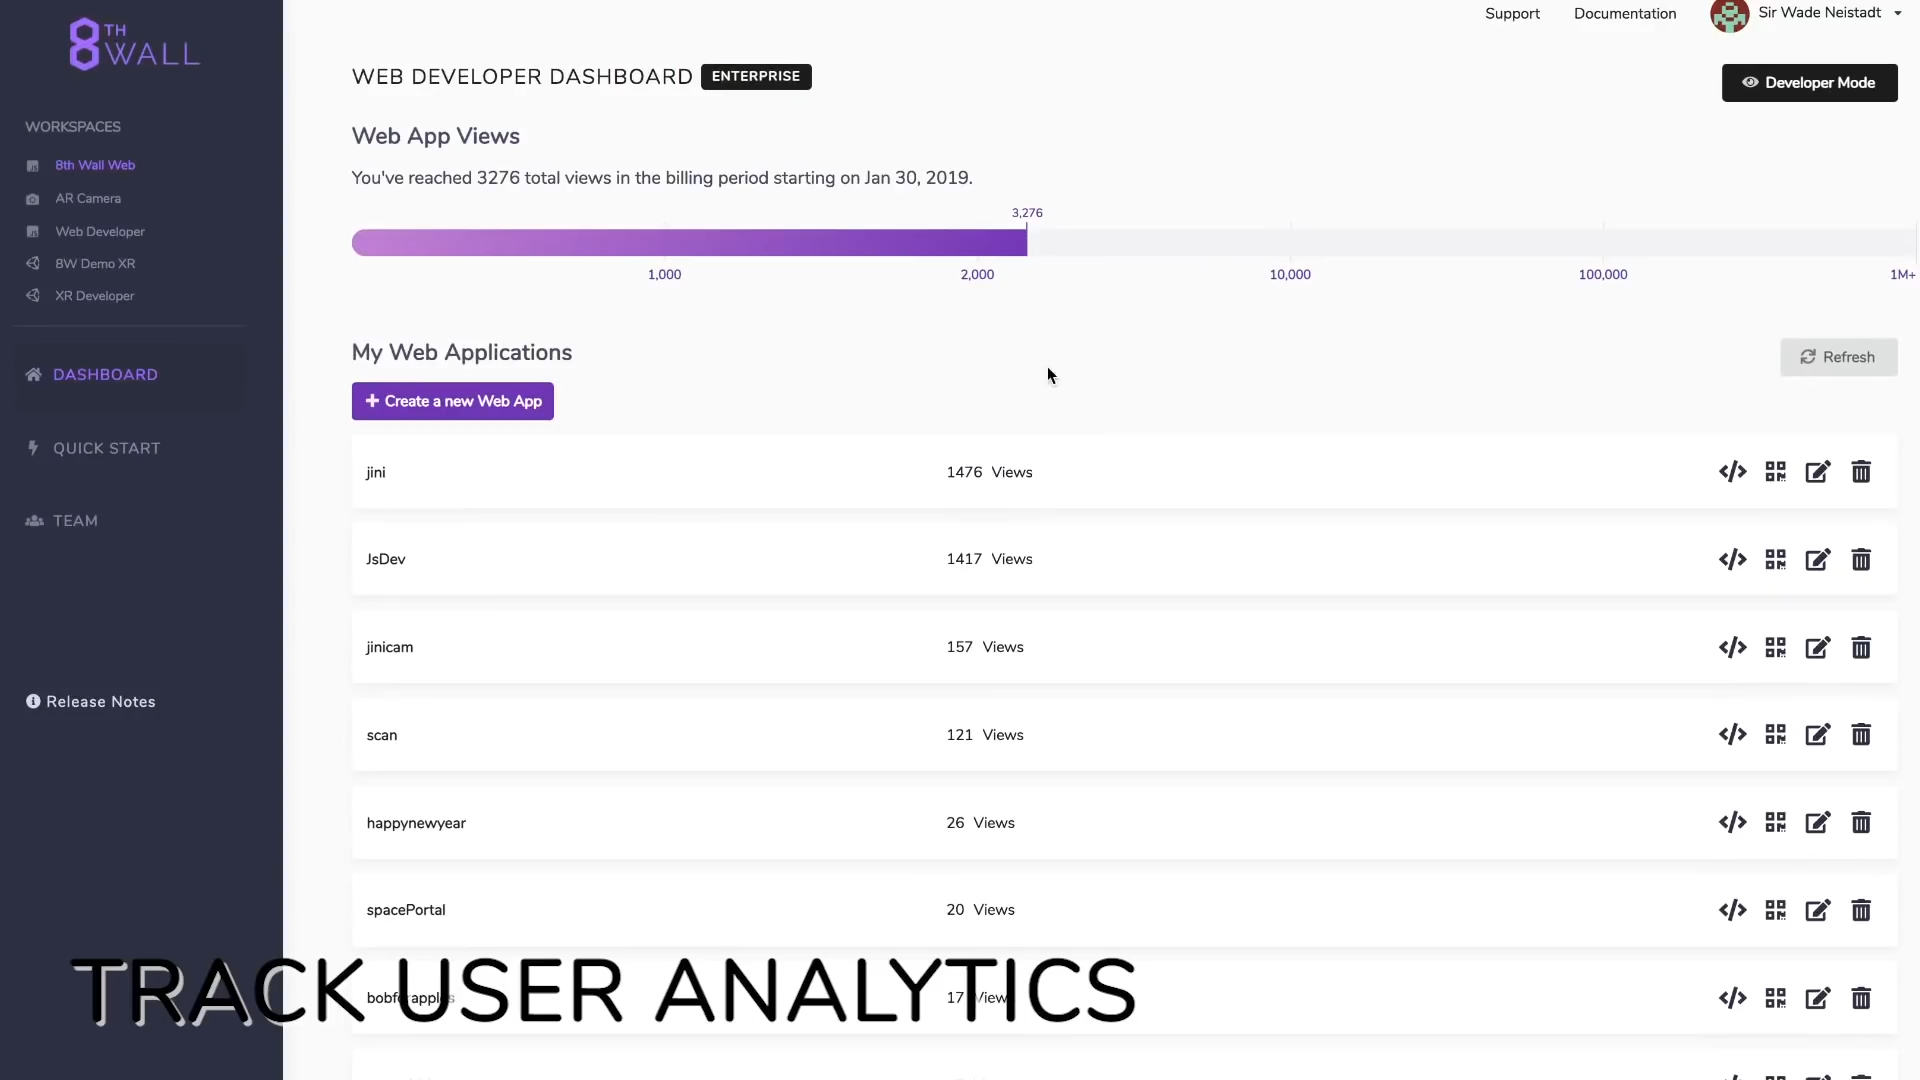 8TH WALL
Support
Documentation
Sir Wade Neistadt
WEB DEVELOPER DASHBOARD ENTERPRISE
Developer Mode
WORKSPACES
8th Wall Web
AR Camera
Web Developer
8W Demo XR
XR Developer
DASHBOARD
QUICK START
TEAM
Release Notes
Web App Views
You've reached 3276 total views in the billing period starting on Jan 30, 2019.
3,276
1,000 2,000 10,000 100,000 1M+
My Web Applications
Refresh
+ Create a new Web App
jini 1476 Views
JsDev 1417 Views
jinicam 157 Views
scan 121 Views
happynewyear 26 Views
spacePortal 20 Views
bobforapples 17 Views
TRACK USER ANALYTICS